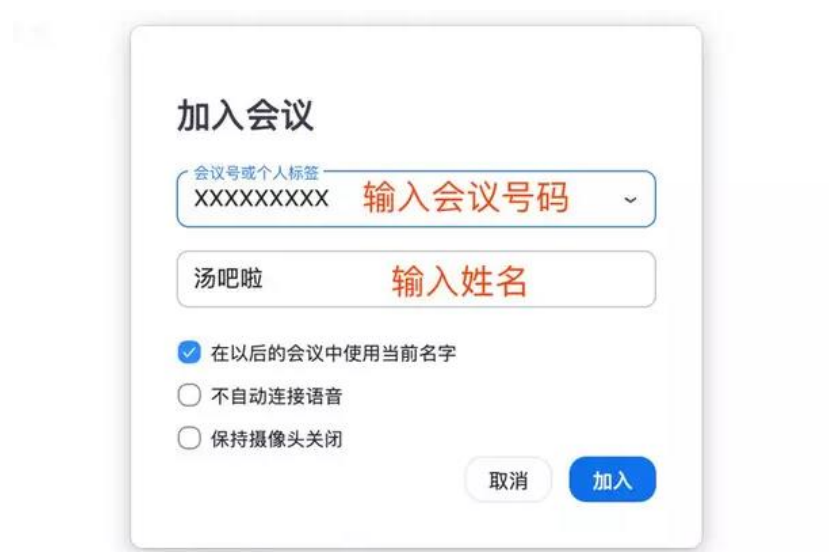 加入会议
会议号或个人标签
XXXXXXXXX 输入会议号码
汤吧啦 输入姓名
在以后的会议中使用当前名字
不自动连接语音
保持摄像头关闭
取消 加入